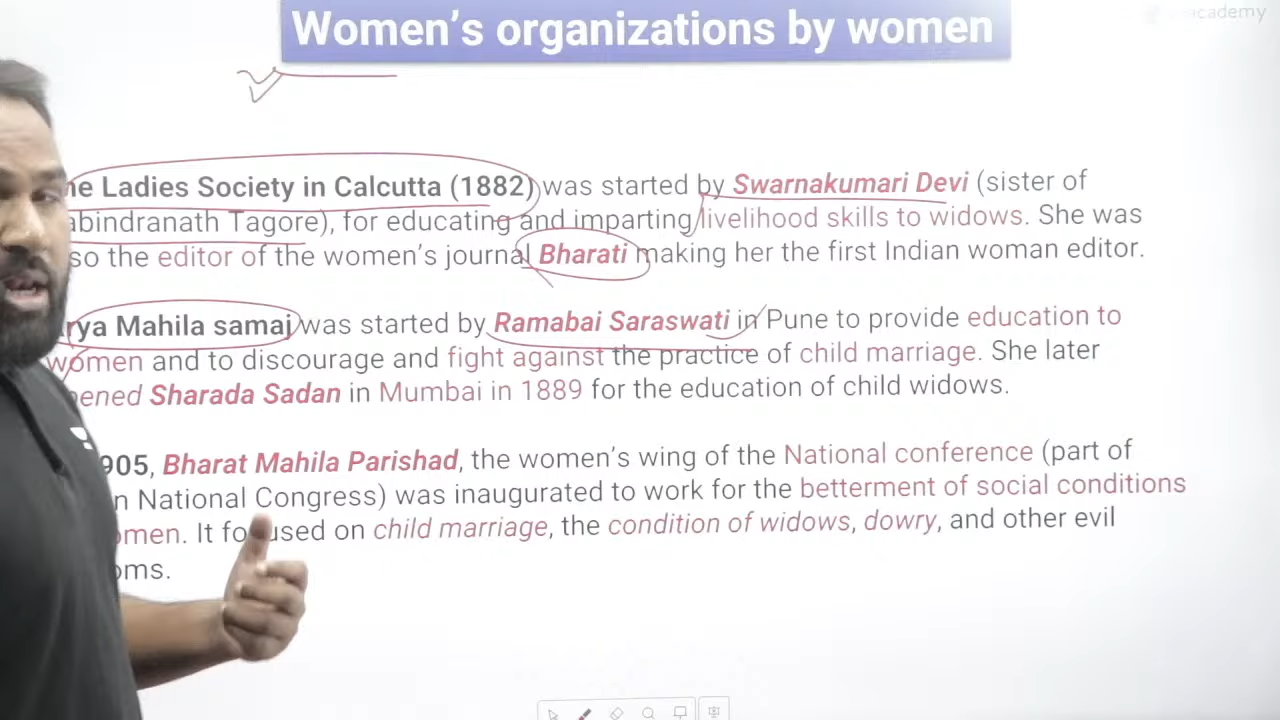 academy
Women's organizations by women
he Ladies Society in Calcutta (1882) was started by Swarnakumari Devi (sister of
abindranath Tagore), for educating and imparting livelihood skills to widows. She was
so the editor of the women's journal Bharati making her the first Indian woman editor.
rya Mahila samaj was started by Ramabai Saraswati in Pune to provide education to
women and to discourage and fight against the practice of child marriage. She later
ened Sharada Sadan in Mumbai in 1889 for the education of child widows.
905, Bharat Mahila Parishad, the women's wing of the National conference (part of
n National Congress) was inaugurated to work for the betterment of social conditions
omen. It focused on child marriage, the condition of widows, dowry, and other evil
oms.